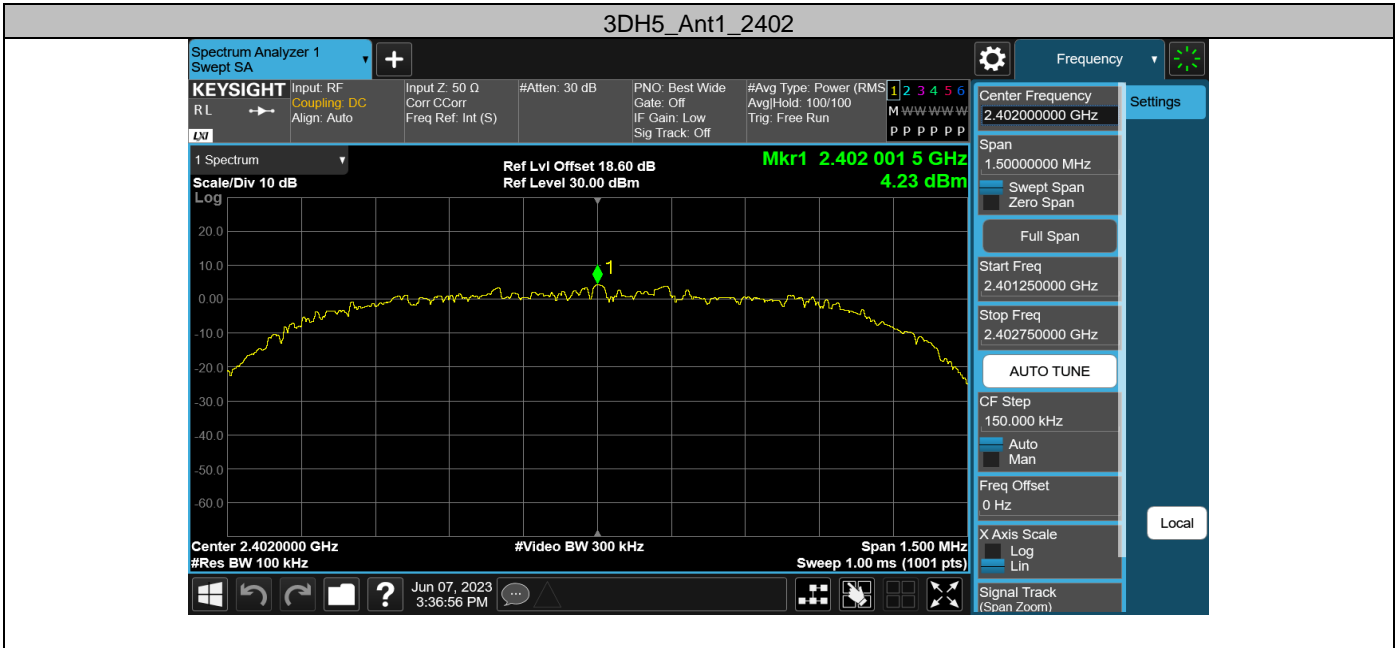 3DH5_Ant1_2402
Spectrum Analyzer 1
Swept SA
+
Frequency
KEYSIGHT
RL
LXI
Input: RF
Coupling: DC
Align: Auto
Input Z: 50 Ω
Corr CCorr
Freq Ref: Int (S)
#Atten: 30 dB
PNO: Best Wide
Gate: Off
IF Gain: Low
Sig Track: Off
#Avg Type: Power (RMS
Avg|Hold: 100/100
Trig: Free Run
1 2 3 4 5 6
M W W W W W
P P P P P P
Center Frequency
2.402000000 GHz
Settings
Span
1.50000000 MHz
Swept Span
Zero Span
Full Span
Start Freq
2.401250000 GHz
Stop Freq
2.402750000 GHz
AUTO TUNE
CF Step
150.000 kHz
Auto
Man
Freq Offset
0 Hz
X Axis Scale
Log
Lin
Signal Track
(Span Zoom)
Local
1 Spectrum
Scale/Div 10 dB
Ref Lvl Offset 18.60 dB
Ref Level 30.00 dBm
Mkr1 2.402 001 5 GHz
4.23 dBm
Log
20.0
10.0
1
0.00
-10.0
-20.0
-30.0
-40.0
-50.0
-60.0
Center 2.4020000 GHz
#Video BW 300 kHz
Span 1.500 MHz
#Res BW 100 kHz
Sweep 1.00 ms (1001 pts)
?
Jun 07, 2023
3:36:56 PM